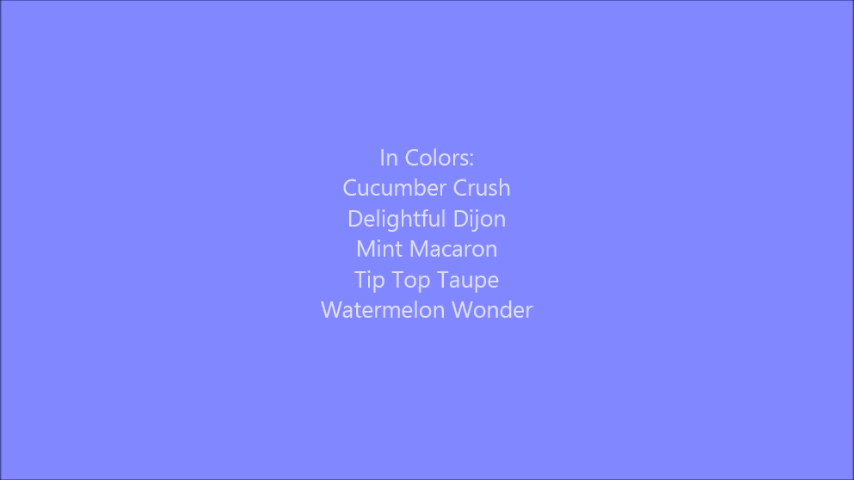 In Colors:
Cucumber Crush
Delightful Dijon
Mint Macaron
Tip Top Taupe
Watermelon Wonder